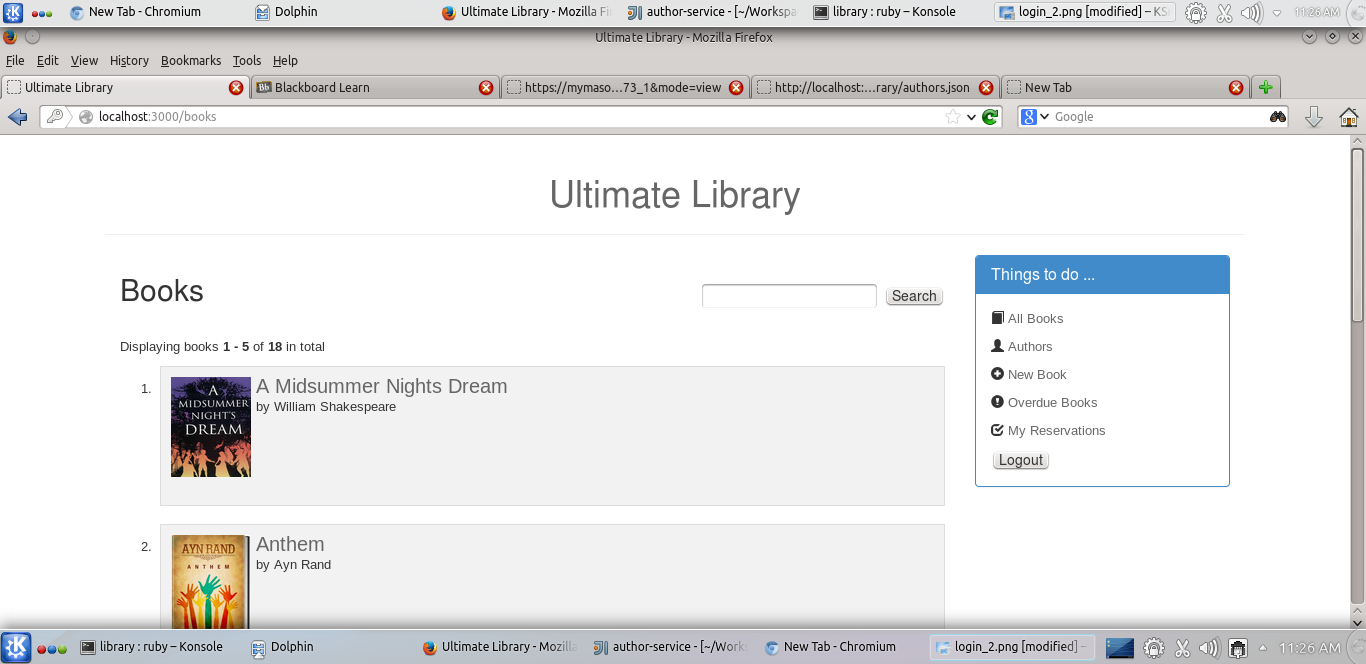 New Tab - Chromium Dolphin Ultimate Library - Mozilla Fi author-service - [~/Workspa library : ruby – Konsole login_2.png [modified] – KS 11:26 AM
Ultimate Library - Mozilla Firefox
File Edit View History Bookmarks Tools Help
Ultimate Library Bb Blackboard Learn https://mymaso...73_1&mode=view http://localhost:...rary/authors.json New Tab
localhost:3000/books 8 Google
Ultimate Library
Books
Search
Things to do ...
All Books
Authors
New Book
Overdue Books
My Reservations
Logout
Displaying books 1 - 5 of 18 in total
1.
A MIDSUMMER NIGHT'S DREAM
A Midsummer Nights Dream
by William Shakespeare
2.
AYN RAND
ANTHEM
Anthem
by Ayn Rand
library : ruby – Konsole Dolphin Ultimate Library - Mozilla author-service - [~/Work New Tab - Chromium login_2.png [modified] – 11:26 AM